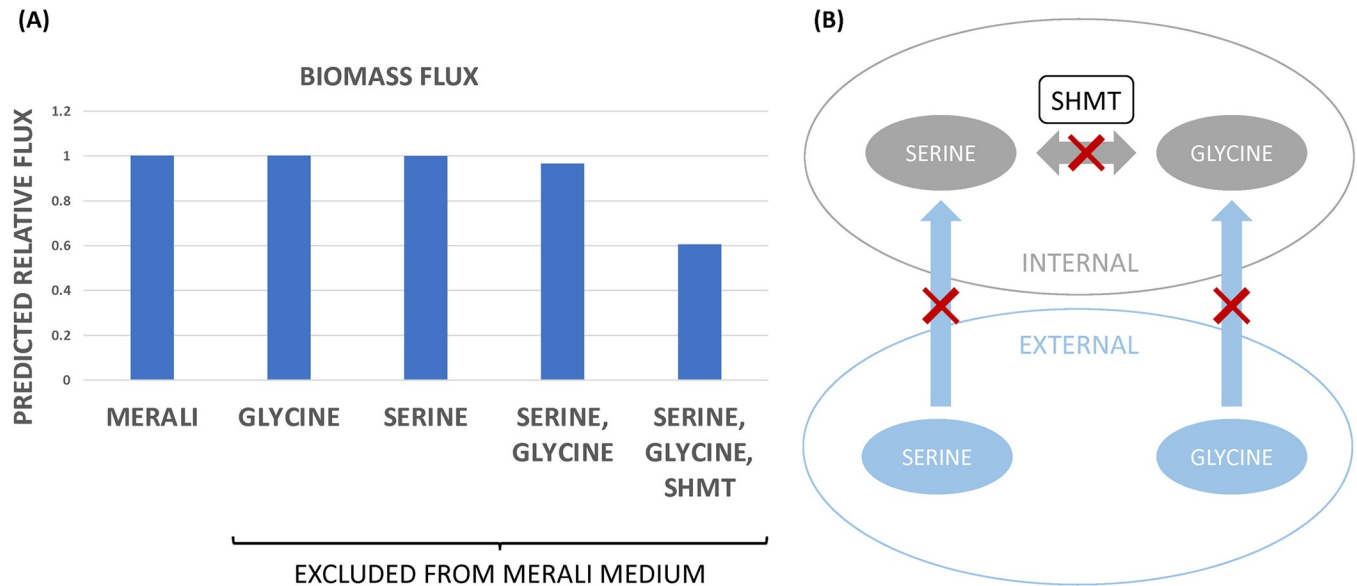 (A)
BIOMASS FLUX
PREDICTED RELATIVE FLUX
1.2
1
0.8
0.6
0.4
0.2
0
MERALI
GLYCINE
SERINE
SERINE,
GLYCINE
SERINE,
GLYCINE,
SHMT
EXCLUDED FROM MERALI MEDIUM
(B)
SHMT
SERINE
GLYCINE
INTERNAL
EXTERNAL
SERINE
GLYCINE